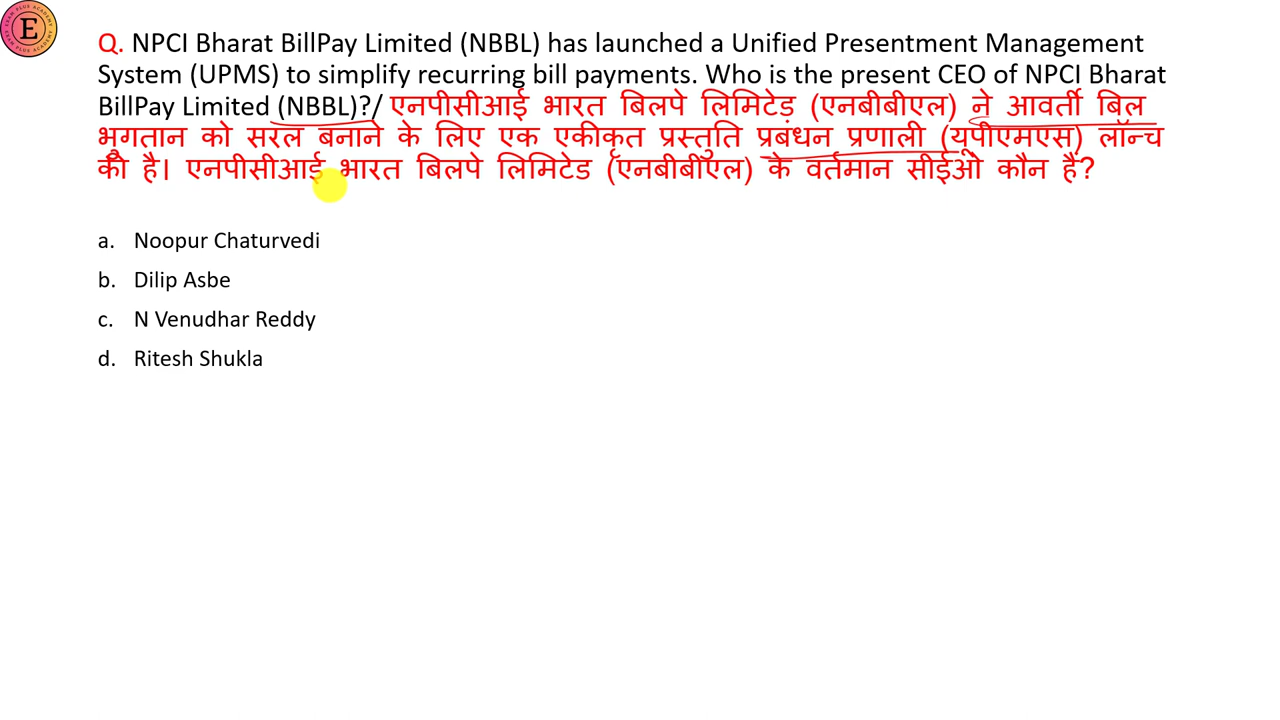 E
Q. NPCI Bharat BillPay Limited (NBBL) has launched a Unified Presentment Management
System (UPMS) to simplify recurring bill payments. Who is the present CEO of NPCI Bharat
BillPay Limited (NBBL)?/ एनपीसीआई भारत बिलपे लिमिटेड़ (एनबीबीएल) ने आवर्ती बिल
भुगतान को सरल बनाने के लिए एक एकीकृत प्रस्तुति प्रबंधन प्रणाली (यूपीएमएस) लॉन्च
की है। एनपीसीआई भारत बिलपे लिमिटेड (एनबीबीएल) के वर्तमान सीईओ कौन हैं?
a. Noopur Chaturvedi
b. Dilip Asbe
c. N Venudhar Reddy
d. Ritesh Shukla